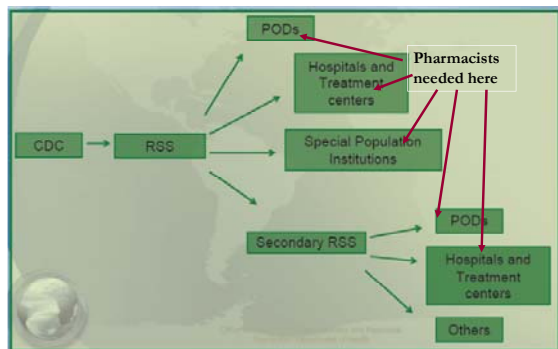 PODs
Pharmacists
needed here
Hospitals and
Treatment
centers
CDC
RSS
Special Population
Institutions
PODs
Secondary RSS
Hospitals and
Treatment
centers
Others